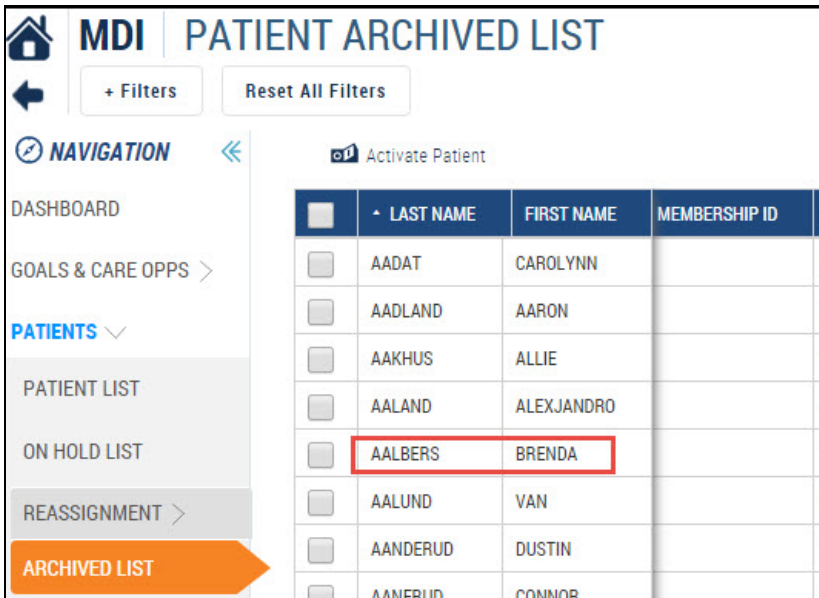 MDI PATIENT ARCHIVED LIST
+ Filters Reset All Filters
NAVIGATION
DASHBOARD
GOALS & CARE OPPS
PATIENTS
PATIENT LIST
ON HOLD LIST
REASSIGNMENT
ARCHIVED LIST
Activate Patient
LAST NAME FIRST NAME MEMBERSHIP ID
AADAT CAROLYNN
AADLAND AARON
AAKHUS ALLIE
AALAND ALEXJANDRO
AALBERS BRENDA
AALUND VAN
AANDERUD DUSTIN
CONNOR